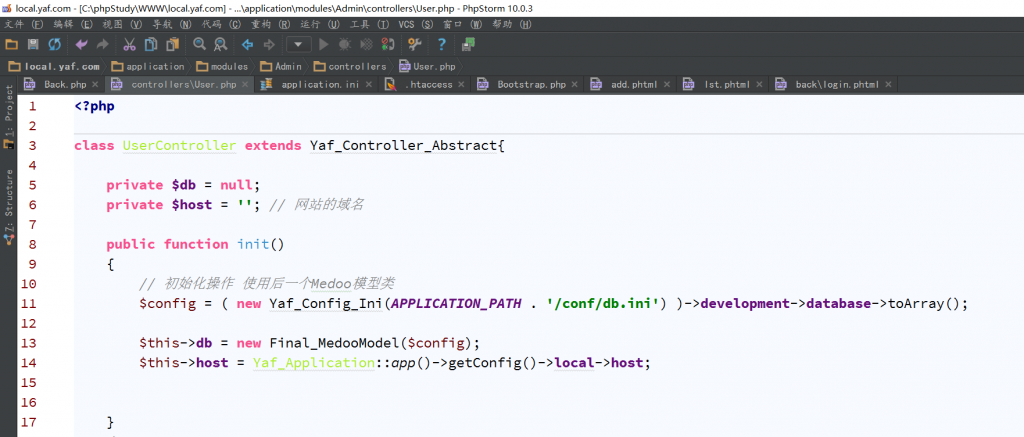 local.yaf.com - [C:\phpStudy\WWW\local.yaf.com] - ...\application\modules\Admin\controllers\User.php - PhpStorm 10.0.3
文件 (F) 编辑 (E) 视图 (V) 导航 (N) 代码 (C) 重构 (R) 运行 (U) 工具 (T) VCS (S) 窗口 (W) 帮助 (H)
local.yaf.com application modules Admin controllers User.php
Back.php controllers\User.php application.ini .htaccess Bootstrap.php add.phtml lst.phtml back\login.phtml
1: Project
7: Structure
1 <?php
2
3 class UserController extends Yaf_Controller_Abstract{
4
5 private $db = null;
6 private $host = ''; // 网站的域名
7
8 public function init()
9 {
10 // 初始化操作 使用后一个Medoo模型类
11 $config = ( new Yaf_Config_Ini(APPLICATION_PATH . '/conf/db.ini') )->development->database->toArray();
12
13 $this->db = new Final_MedooModel($config);
14 $this->host = Yaf_Application::app()->getConfig()->local->host;
15
16
17 }